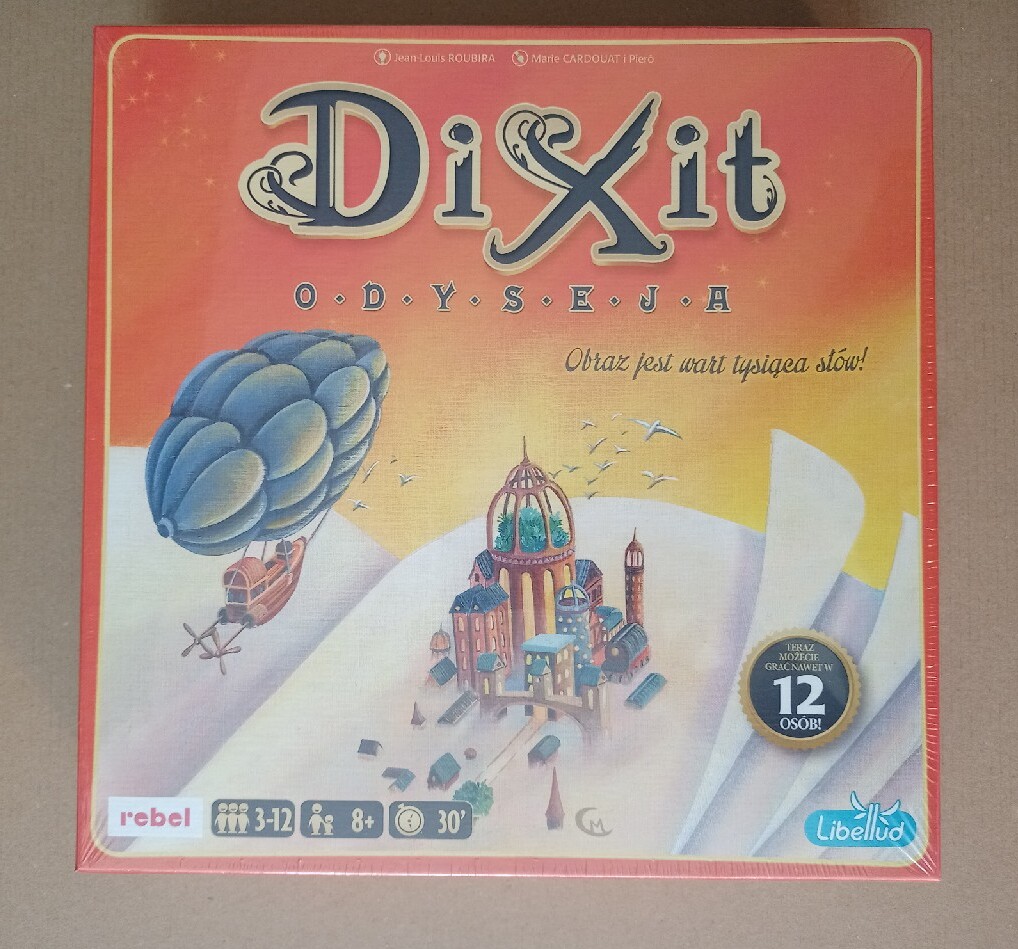 Jean-Louis ROUBIRA Marie CARDOUAT i Pierô
DiXit
O·D·Y·S·E·J·A
Obraz jest wart tysiąca słów!
TERAZ
MOŻECIE
GRAĆ NAWET W
12
OSÓB!
rebel 3-12 8+ 30’ CM Libellud